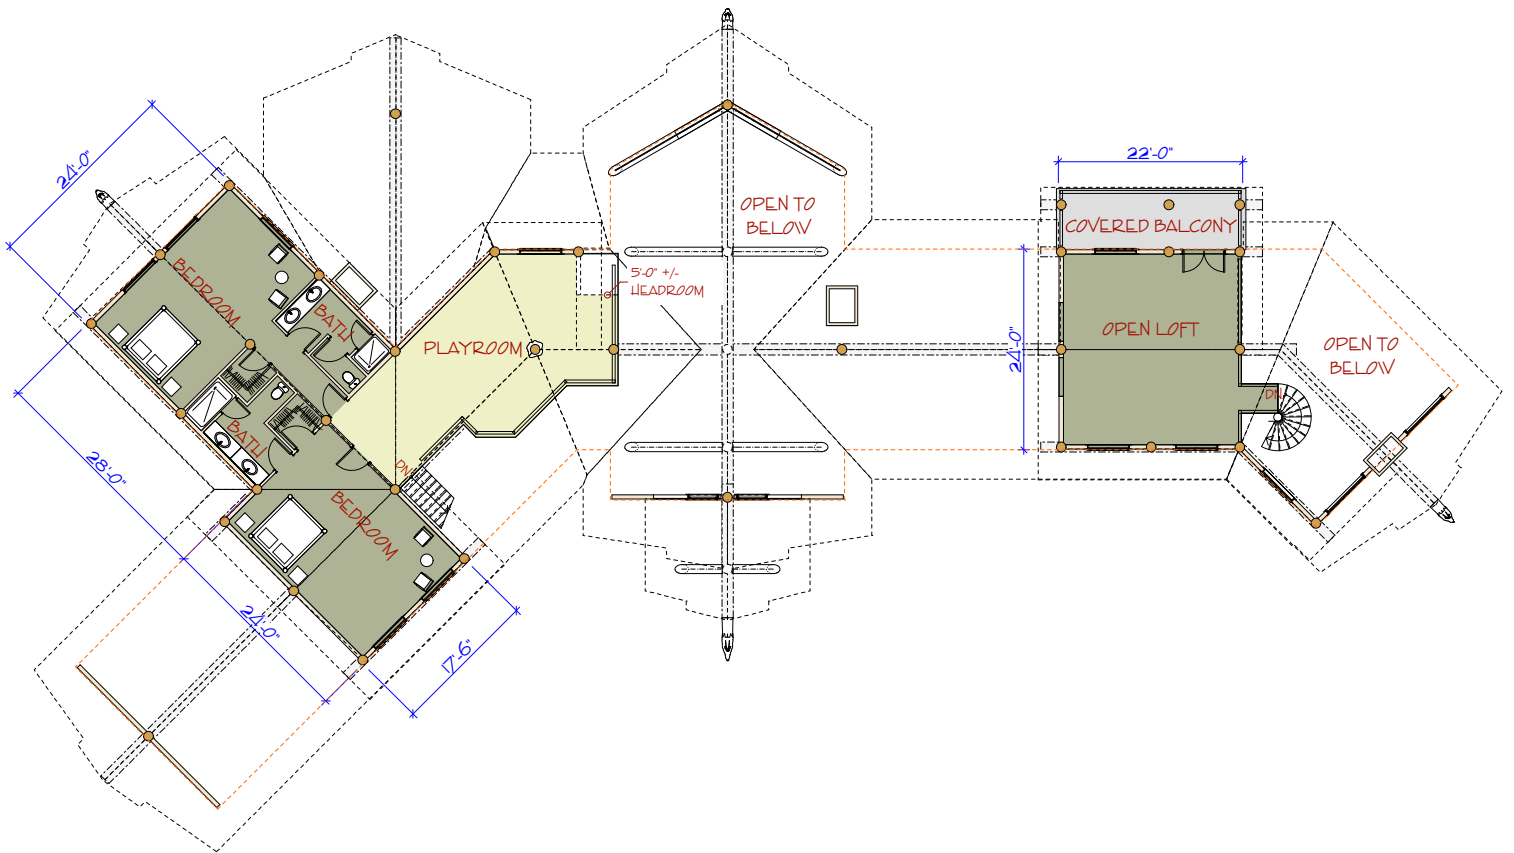 24'-0"
22'-0"
OPEN TO
BELOW
COVERED BALCONY
BEDROOM
BATH
5'-0" +/-
HEADROOM
PLAYROOM
OPEN LOFT
24'-0"
OPEN TO
BELOW
DN
BATH
DN
28'-0"
BEDROOM
24'-0"
17'-6"